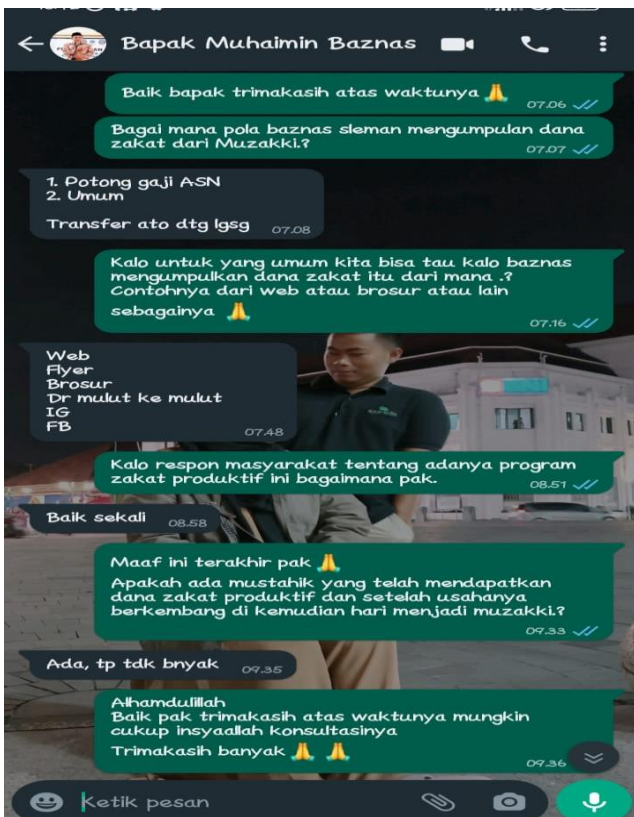 Bapak Muhaimin Baznas
Baik bapak trimakasih atas waktunya 🙏
07.06
Bagai mana pola baznas sleman mengumpulan dana
zakat dari Muzakki.?
07.07
1. Potong gaji ASN
2. Umum
Transfer ato dtg lgsg
07.08
Kalo untuk yang umum kita bisa tau kalo baznas
mengumpulkan dana zakat itu dari mana .?
Contohnya dari web atau brosur atau lain
sebagainya 🙏
07.16
Web
Flyer
Brosur
Dr mulut ke mulut
IG
FB
07.48
Kalo respon masyarakat tentang adanya program
zakat produktif ini bagaimana pak.
08.51
Baik sekali
08.58
Maaf ini terakhir pak 🙏
Apakah ada mustahik yang telah mendapatkan
dana zakat produktif dan setelah usahanya
berkembang di kemudian hari menjadi muzakki.?
09.33
Ada, tp tdk bnyak
09.35
Alhamdulillah
Baik pak trimakasih atas waktunya mungkin
cukup insyaallah konsultasinya
Trimakasih banyak 🙏 🙏
09.36
Ketik pesan